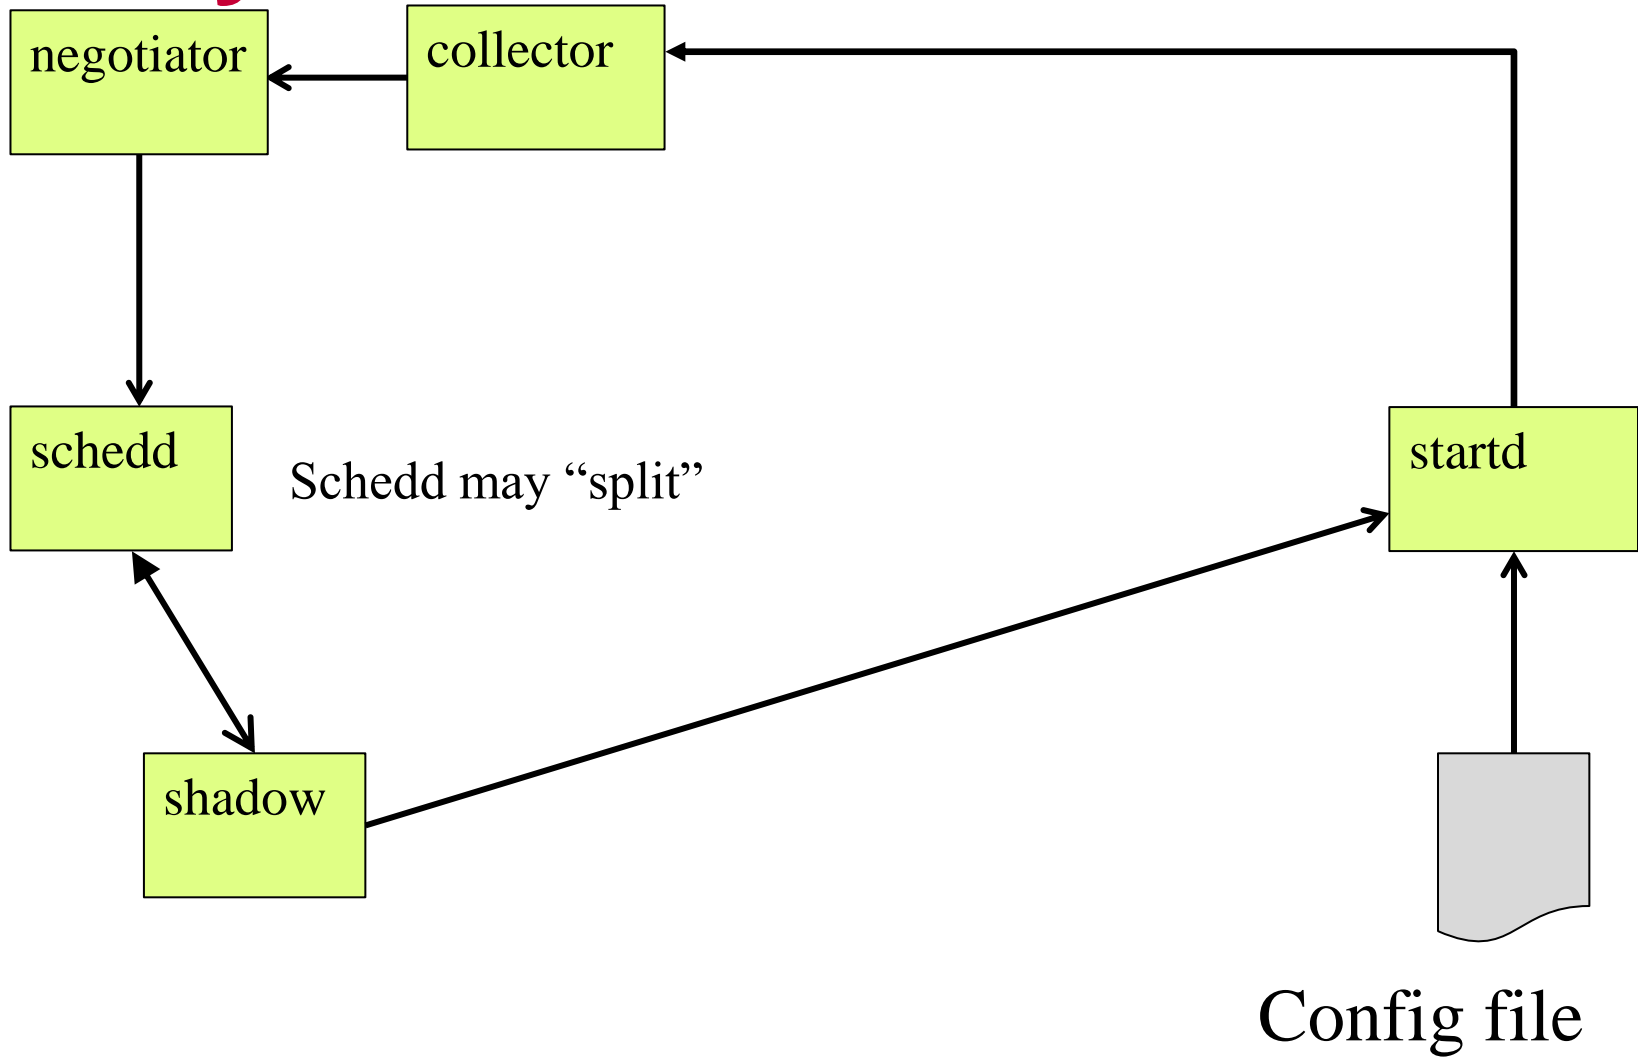 negotiator
collector
schedd
Schedd may “split”
startd
shadow
Config file